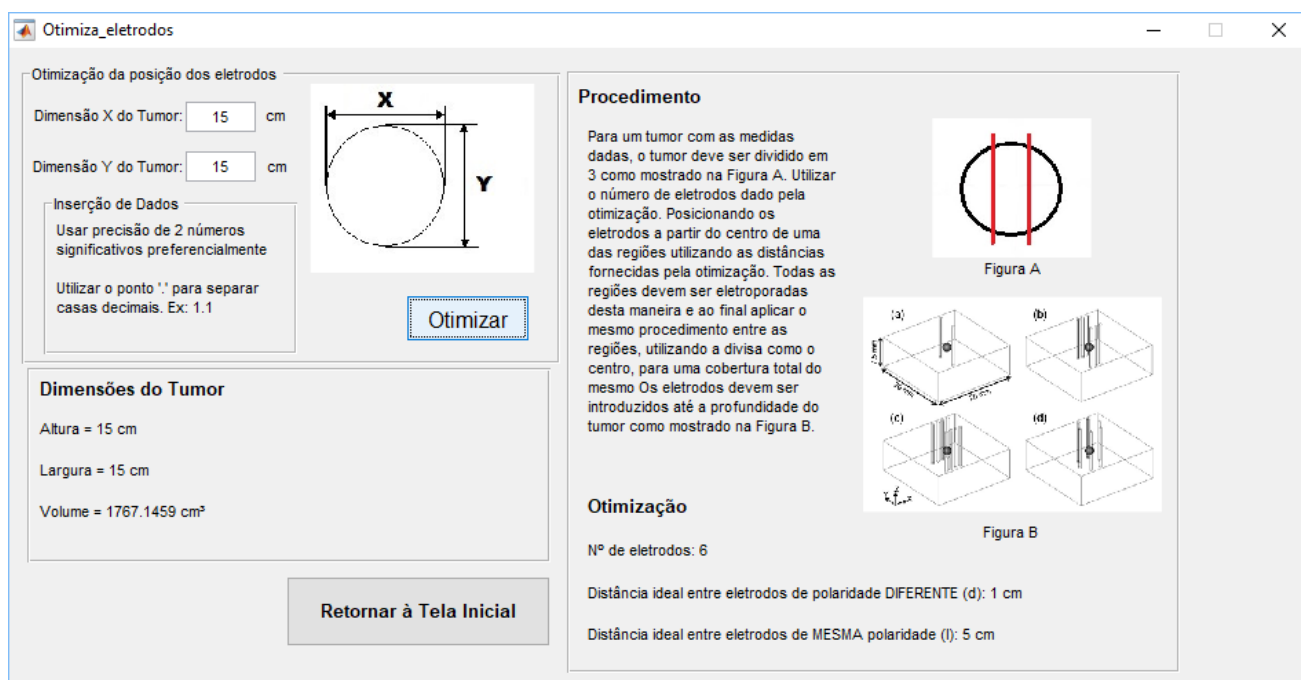 Otimiza_eletrodos
Otimização da posição dos eletrodos
Dimensão X do Tumor: 15 cm
Dimensão Y do Tumor: 15 cm
X
Y
Inserção de Dados
Usar precisão de 2 números
significativos preferencialmente
Utilizar o ponto '.' para separar
casas decimais. Ex: 1.1
Otimizar
Dimensões do Tumor
Altura = 15 cm
Largura = 15 cm
Volume = 1767.1459 cm³
Retornar à Tela Inicial
Procedimento
Para um tumor com as medidas
dadas, o tumor deve ser dividido em
3 como mostrado na Figura A. Utilizar
o número de eletrodos dado pela
otimização. Posicionando os
eletrodos a partir do centro de uma
das regiões utilizando as distâncias
fornecidas pela otimização. Todas as
regiões devem ser eletroporadas
desta maneira e ao final aplicar o
mesmo procedimento entre as
regiões, utilizando a divisa como o
centro, para uma cobertura total do
mesmo Os eletrodos devem ser
introduzidos até a profundidade do
tumor como mostrado na Figura B.
Figura A
(a)
(b)
(c)
(d)
Figura B
Otimização
Nº de eletrodos: 6
Distância ideal entre eletrodos de polaridade DIFERENTE (d): 1 cm
Distância ideal entre eletrodos de MESMA polaridade (l): 5 cm